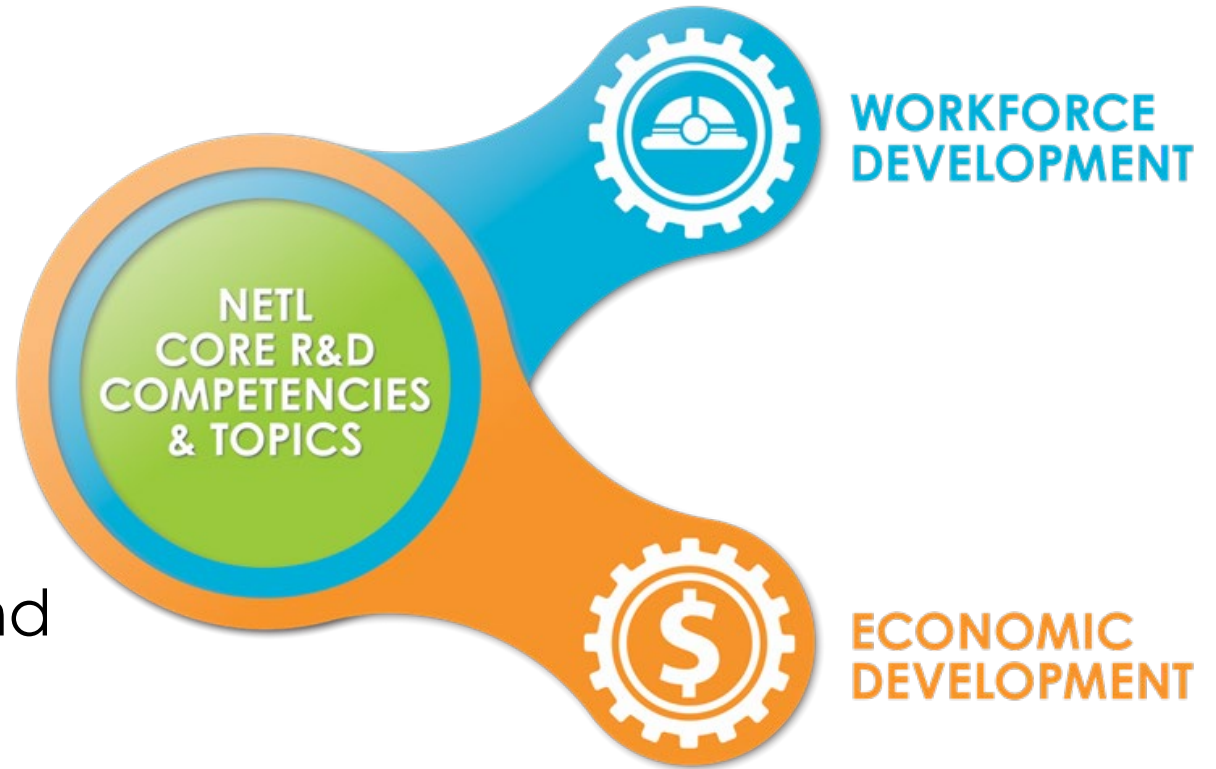 WORKFORCE
DEVELOPMENT
NETL
CORE R&D
COMPETENCIES
& TOPICS
$
ECONOMIC
DEVELOPMENT